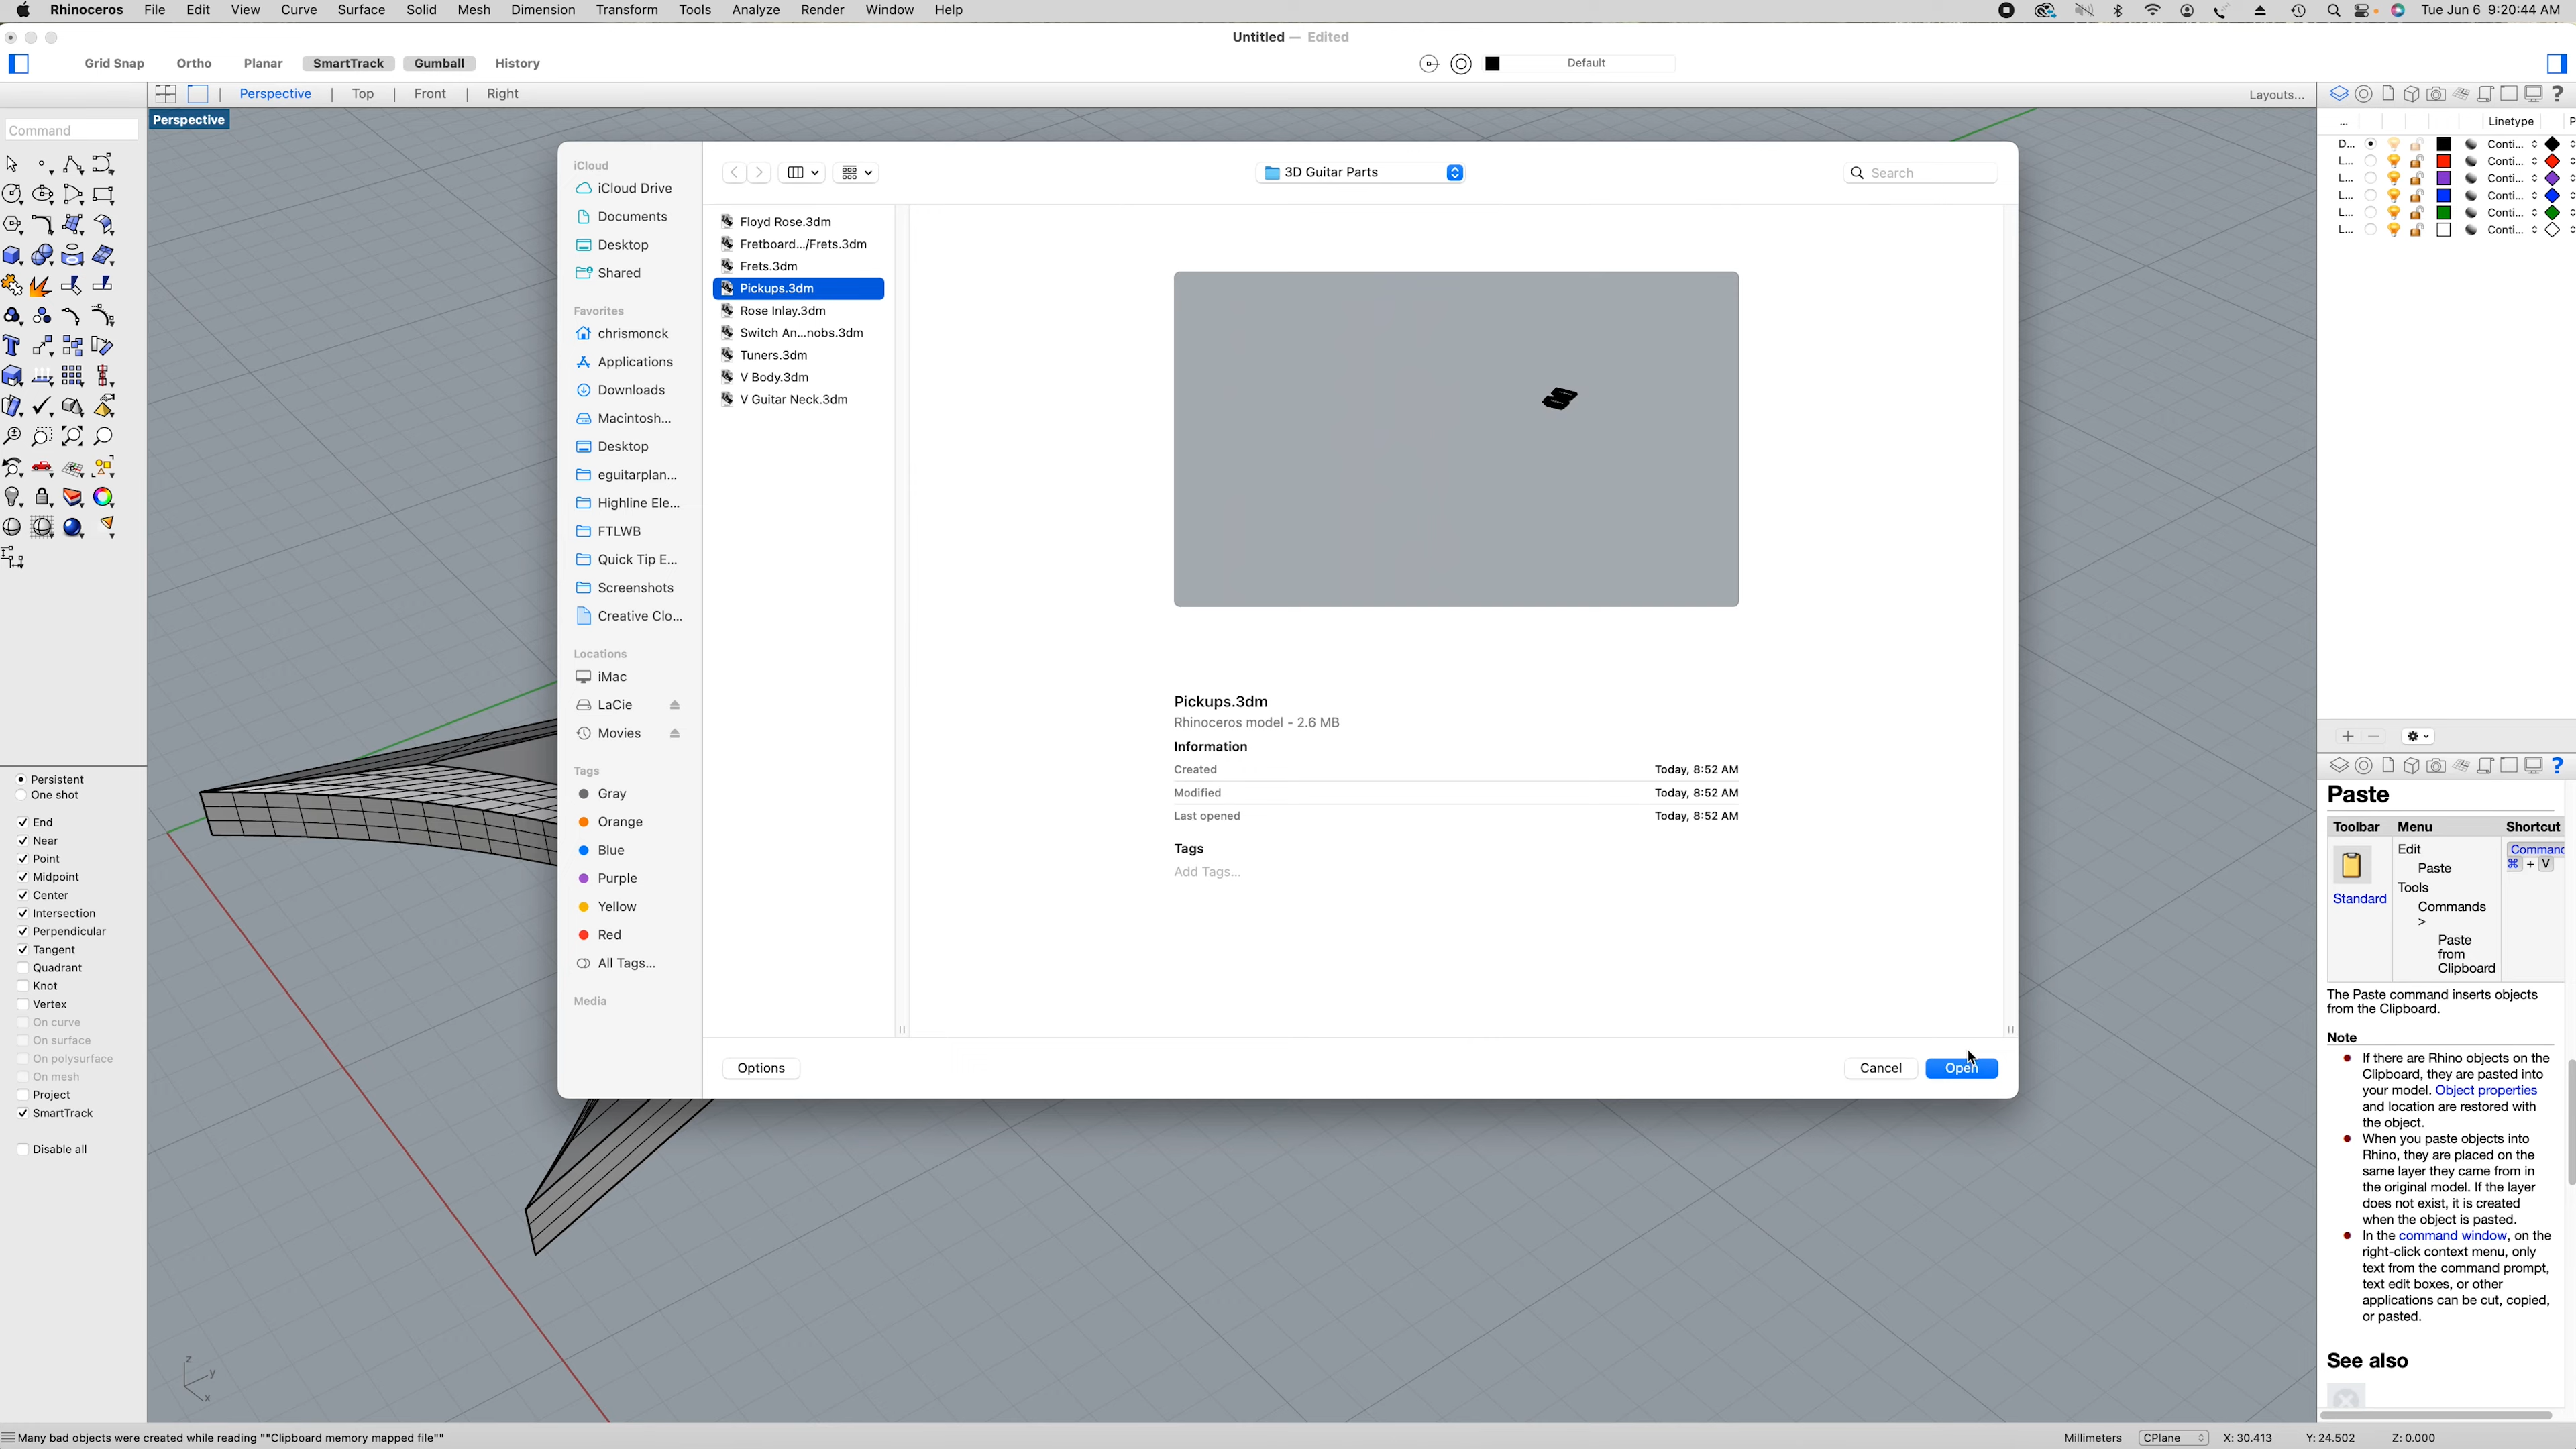 Rhinoceros File Edit View Curve Surface Solid Mesh Dimension Transform Tools Analyze Render Window Help Tue Jun 6 9:20:44 AM
Untitled — Edited
Grid Snap Ortho Planar SmartTrack Gumball History Default
Perspective Top Front Right Layouts...
Perspective
Command
Persistent
One shot
End
Near
Point
Midpoint
Center
Intersection
Perpendicular
Tangent
Quadrant
Knot
Vertex
On curve
On surface
On polysurface
On mesh
Project
SmartTrack
Disable all
iCloud
iCloud Drive
Documents
Desktop
Shared
Favorites
chrismonck
Applications
Downloads
Macintosh...
Desktop
eguitarplan...
Highline Ele...
FTLWB
Quick Tip E...
Screenshots
Creative Clo...
Locations
iMac
LaCie
Movies
Tags
Gray
Orange
Blue
Purple
Yellow
Red
All Tags...
Media
3D Guitar Parts
Search
Floyd Rose.3dm
Fretboard.../Frets.3dm
Frets.3dm
Pickups.3dm
Rose Inlay.3dm
Switch An...nobs.3dm
Tuners.3dm
V Body.3dm
V Guitar Neck.3dm
Pickups.3dm
Rhinoceros model - 2.6 MB
Information
Created Today, 8:52 AM
Modified Today, 8:52 AM
Last opened Today, 8:52 AM
Tags
Add Tags...
Options Cancel Open
... Linetype P
D... Conti...
L... Conti...
L... Conti...
L... Conti...
L... Conti...
L... Conti...
Paste
Toolbar Menu Shortcut
Standard
Edit
Paste
Tools
Commands
>
Paste
from
Clipboard
Command
⌘ + V
The Paste command inserts objects
from the Clipboard.
Note
If there are Rhino objects on the
Clipboard, they are pasted into
your model. Object properties
and location are restored with
the object.
When you paste objects into
Rhino, they are placed on the
same layer they came from in
the original model. If the layer
does not exist, it is created
when the object is pasted.
In the command window, on the
right-click context menu, only
text from the command prompt,
text edit boxes, or other
applications can be cut, copied,
or pasted.
See also
z
y
x
Many bad objects were created while reading ""Clipboard memory mapped file"" Millimeters CPlane X: 30.413 Y: 24.502 Z: 0.000